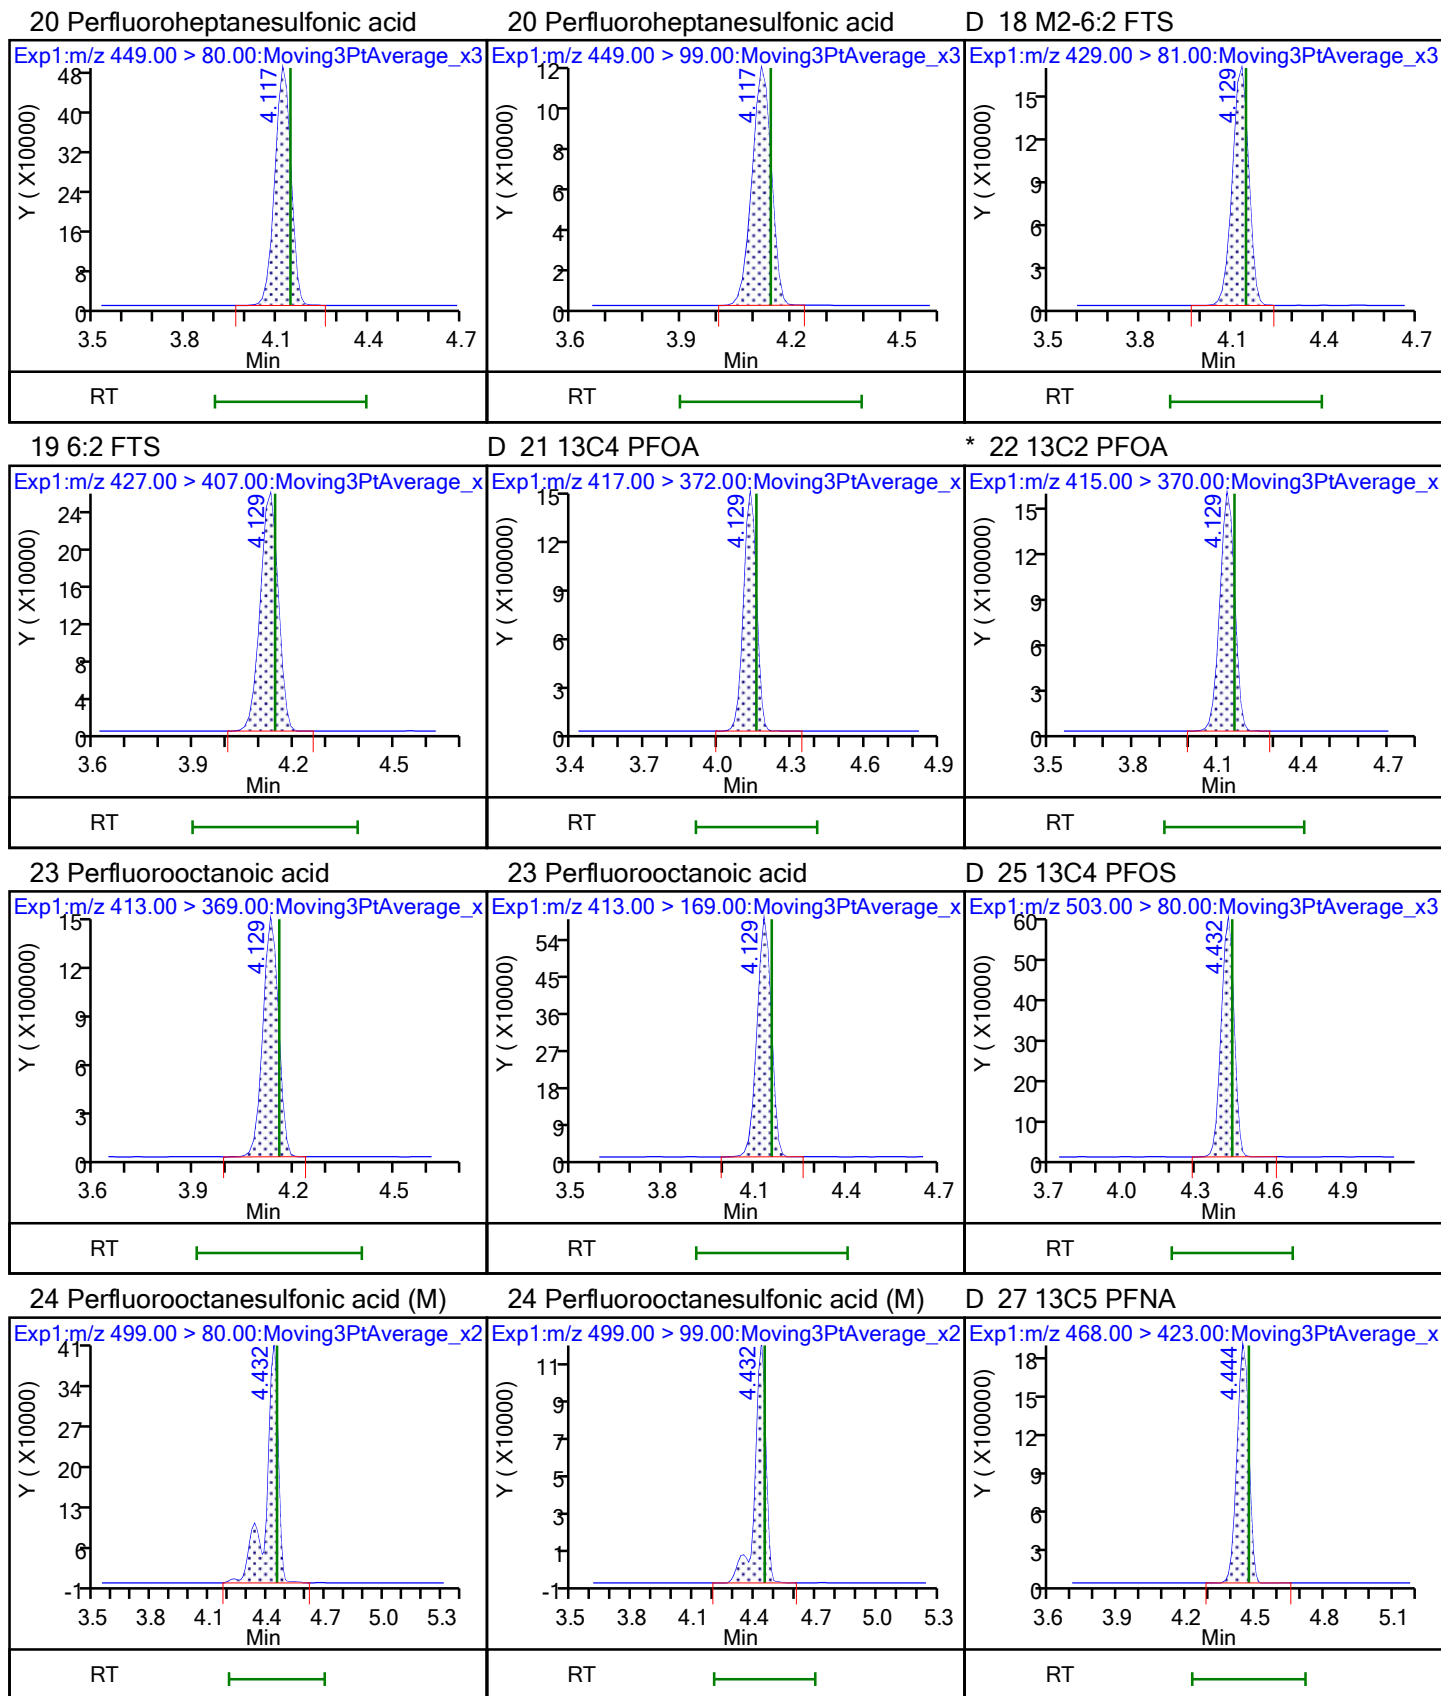 20 Perfluoroheptanesulfonic acid
Exp1:m/z 449.00 > 80.00:Moving3PtAverage_x3
4.117
Y ( X10000)
48
40
32
24
16
8
0
3.5 3.8 4.1 4.4 4.7
Min
RT
20 Perfluoroheptanesulfonic acid
Exp1:m/z 449.00 > 99.00:Moving3PtAverage_x3
4.117
Y ( X10000)
12
10
8
6
4
2
0
3.6 3.9 4.2 4.5
Min
RT
D 18 M2-6:2 FTS
Exp1:m/z 429.00 > 81.00:Moving3PtAverage_x3
4.129
Y ( X10000)
15
12
9
6
3
0
3.5 3.8 4.1 4.4 4.7
Min
RT
19 6:2 FTS
Exp1:m/z 427.00 > 407.00:Moving3PtAverage_x
4.129
Y ( X10000)
24
20
16
12
8
4
0
3.6 3.9 4.2 4.5
Min
RT
D 21 13C4 PFOA
Exp1:m/z 417.00 > 372.00:Moving3PtAverage_x
4.129
Y ( X100000)
15
12
9
6
3
0
3.4 3.7 4.0 4.3 4.6 4.9
Min
RT
* 22 13C2 PFOA
Exp1:m/z 415.00 > 370.00:Moving3PtAverage_x
4.129
Y ( X100000)
15
12
9
6
3
0
3.5 3.8 4.1 4.4 4.7
Min
RT
23 Perfluorooctanoic acid
Exp1:m/z 413.00 > 369.00:Moving3PtAverage_x
4.129
Y ( X100000)
15
12
9
6
3
0
3.6 3.9 4.2 4.5
Min
RT
23 Perfluorooctanoic acid
Exp1:m/z 413.00 > 169.00:Moving3PtAverage_x
4.129
Y ( X10000)
54
45
36
27
18
9
0
3.5 3.8 4.1 4.4 4.7
Min
RT
D 25 13C4 PFOS
Exp1:m/z 503.00 > 80.00:Moving3PtAverage_x3
4.432
Y ( X10000)
60
50
40
30
20
10
0
3.7 4.0 4.3 4.6 4.9
Min
RT
24 Perfluorooctanesulfonic acid (M)
Exp1:m/z 499.00 > 80.00:Moving3PtAverage_x2
4.432
Y ( X10000)
41
34
27
20
13
6
-1
3.5 3.8 4.1 4.4 4.7 5.0 5.3
Min
RT
24 Perfluorooctanesulfonic acid (M)
Exp1:m/z 499.00 > 99.00:Moving3PtAverage_x2
4.432
Y ( X10000)
11
9
7
5
3
1
-1
3.5 3.8 4.1 4.4 4.7 5.0 5.3
Min
RT
D 27 13C5 PFNA
Exp1:m/z 468.00 > 423.00:Moving3PtAverage_x
4.444
Y ( X100000)
18
15
12
9
6
3
0
3.6 3.9 4.2 4.5 4.8 5.1
Min
RT